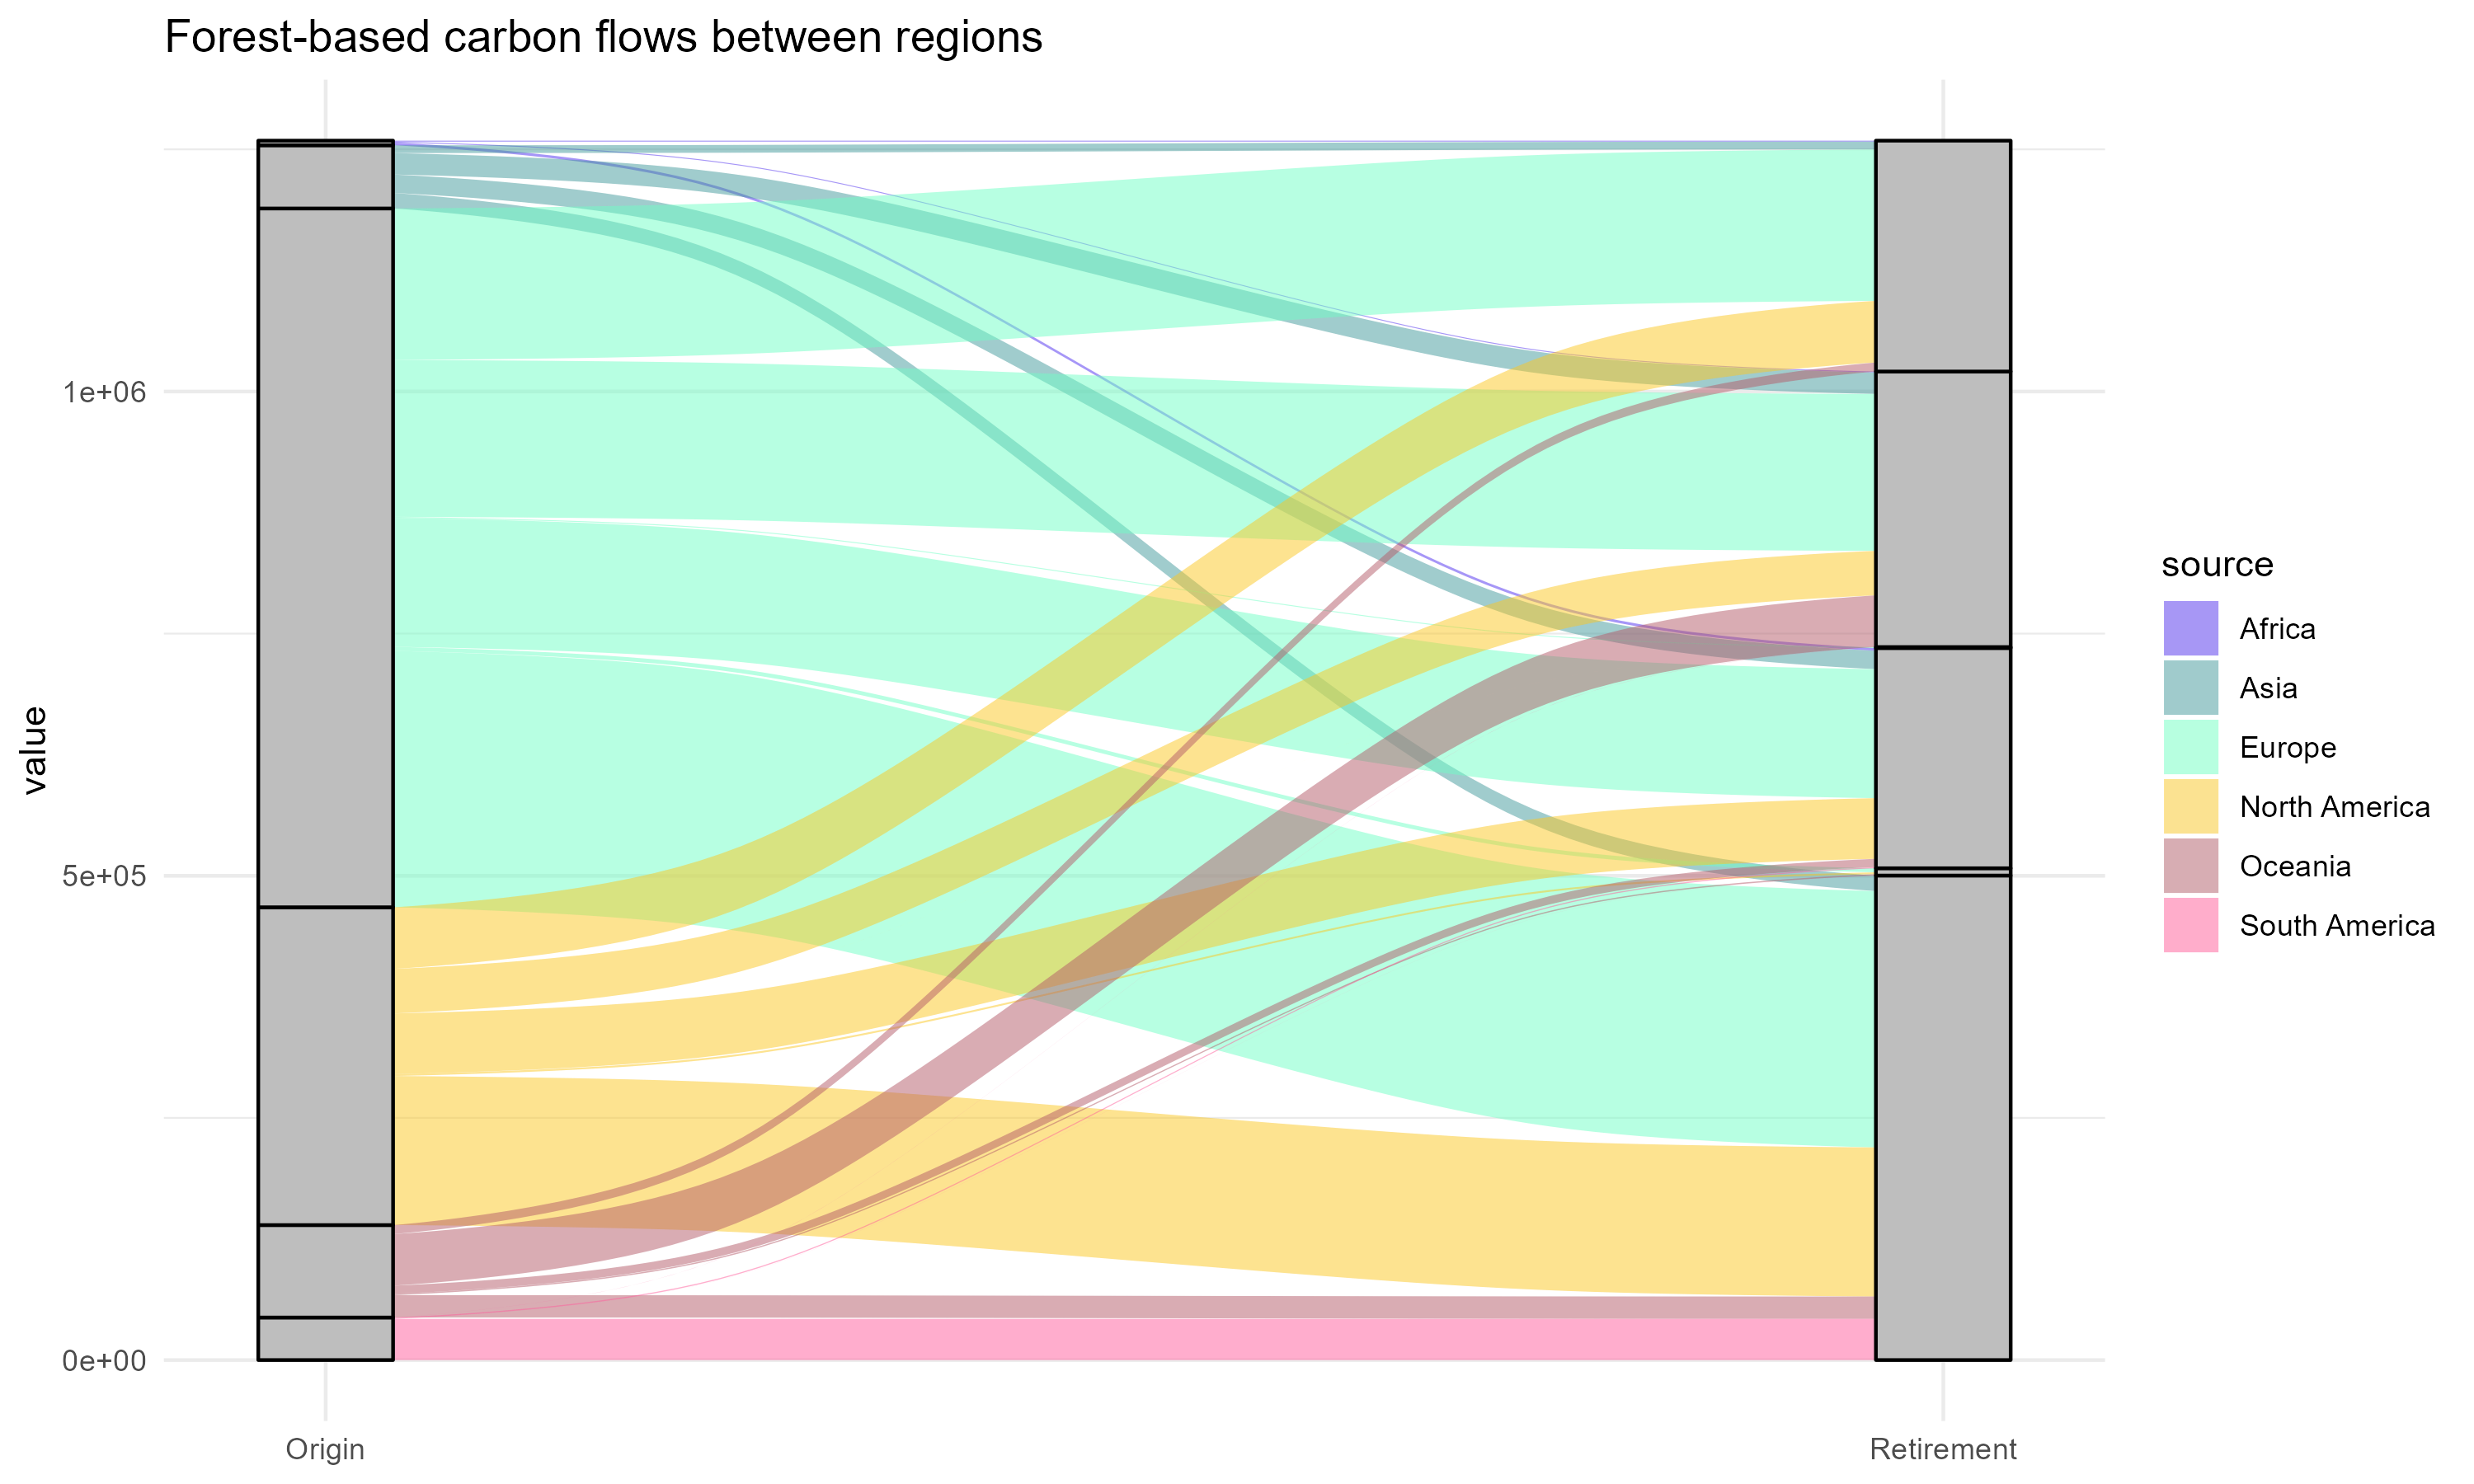 Forest-based carbon flows between regions
1e+06
5e+05
0e+00
value
Origin
Retirement
source
Africa
Asia
Europe
North America
Oceania
South America